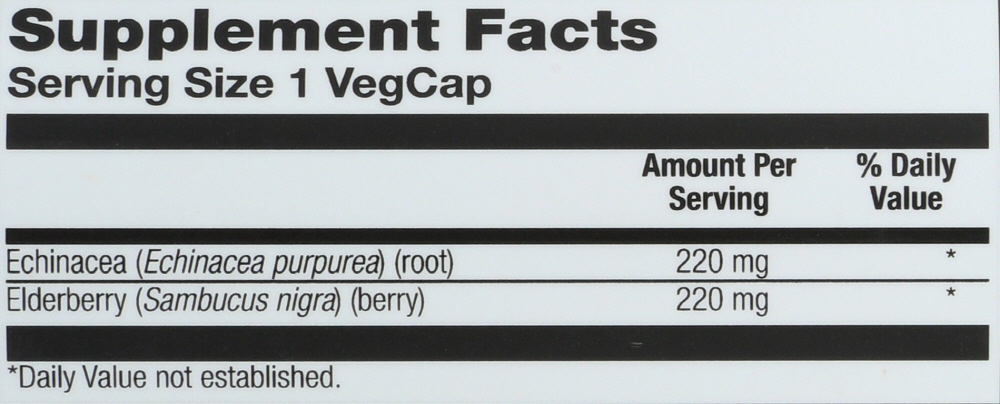 Supplement Facts
Serving Size 1 VegCap
Amount Per Serving
% Daily Value
Echinacea (Echinacea purpurea) (root) 220 mg *
Elderberry (Sambucus nigra) (berry) 220 mg *
*Daily Value not established.